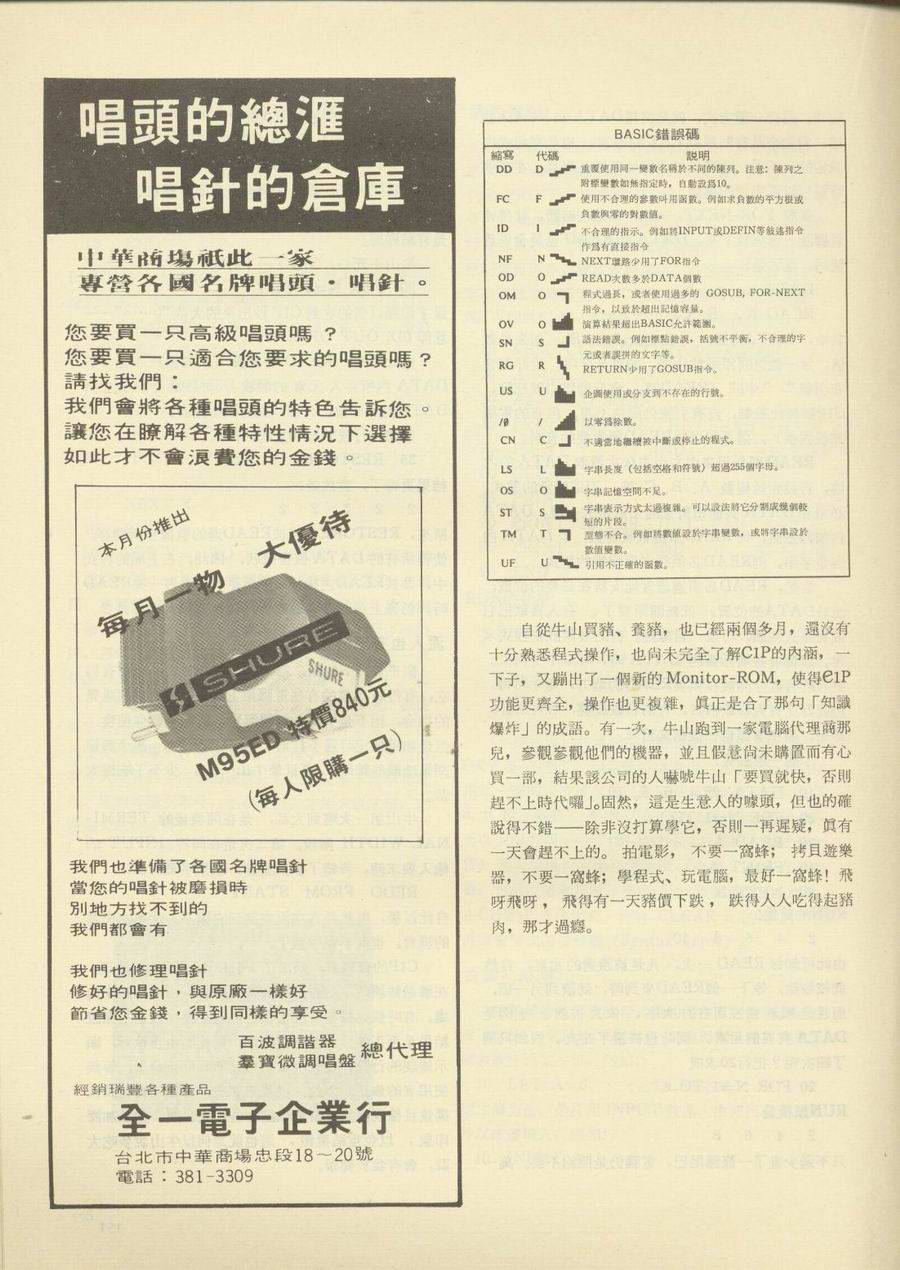 唱頭的總滙
唱針的倉庫
中華商場祇此一家
專營各國名牌唱頭・唱針。
您要買一只高級唱頭嗎？
您要買一只適合您要求的唱頭嗎？
請找我們：
我們會將各種唱頭的特色告訴您。
讓您在瞭解各種特性情況下選擇
如此才不會浪費您的金錢。
本月份推出
每月一物 大優待
SHURE
SHURE
M95ED 特價840元
(每人限購一只)
我們也準備了各國名牌唱針
當您的唱針被磨損時
別地方找不到的
我們都會有
我們也修理唱針
修好的唱針，與原廠一樣好
節省您金錢，得到同樣的享受。
百波調諧器
羣寶微調唱盤 總代理
經銷瑞豐各種產品
全一電子企業行
台北市中華商場忠段18～20號
電話：381-3309
BASIC錯誤碼
縮寫 代碼 說明
DD D 重覆使用同一變數名稱於不同的陳列。注意：陳列之
附標變數如無指定時，自動設爲10。
FC F 使用不合理的參數叫用函數。例如求負數的平方根或
負數與零的對數值。
ID I 不合理的指示。例如將INPUT或DEFIN等敘述指令
作爲有直接指令
NF N NEXT環路少用了FOR指令
OD O READ次數多於DATA個數
OM O 程式過長，或者使用過多的 GOSUB, FOR-NEXT
指令，以致於超出記憶容量。
OV O 演算結果超出BASIC允許範圍。
SN S 語法錯誤。例如標點錯誤，括號不平衡，不合理的字
元或者誤拼的文字等。
RG R RETURN少用了GOSUB指令。
US U 企圖使用或分支到不存在的行號。
/0 / 以零爲除數。
CN C 不適當地繼續被中斷或停止的程式。
LS L 字串長度（包括空格和符號）超過255個字母。
OS O 字串記憶空間不足。
ST S 字串表示方式太過複雜。可以設法將它分割成幾個較
短的片段。
TM T 型態不合。例如將數值設於字串變數，或將字串設於
數值變數。
UF U 引用不正確的函數。
自從牛山買豬、養豬，也已經兩個多月，還沒有
十分熟悉程式操作，也尙未完全了解C1P的內涵，一
下子，又蹦出了一個新的Monitor-ROM，使得C1P
功能更齊全，操作也更複雜，眞正是合了那句「知識
爆炸」的成語。有一次，牛山跑到一家電腦代理商那
兒，參觀參觀他們的機器，並且假意尙未購置而有心
買一部，結果該公司的人嚇唬牛山「要買就快，否則
趕不上時代囉」。固然，這是生意人的噱頭，但也的確
說得不錯——除非沒打算學它，否則一再遲疑，眞有
一天會趕不上的。 拍電影， 不要一窩蜂； 拷貝遊樂
器，不要一窩蜂；學程式、玩電腦，最好一窩蜂！飛
呀飛呀， 飛得有一天豬價下跌， 跌得人人吃得起豬
肉，那才過癮。